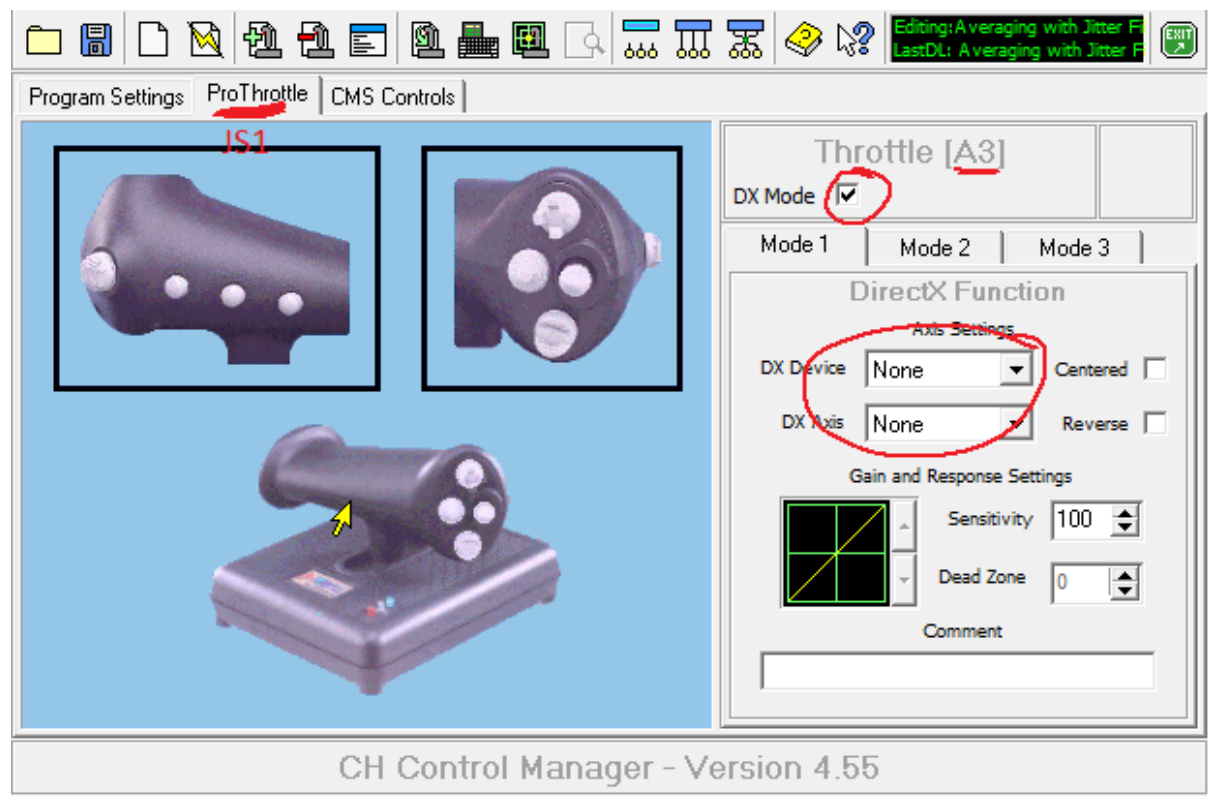 EXIT
Editing:Averaging with Jitter Fi
LastDL: Averaging with Jitter F
Program Settings ProThrottle CMS Controls
JS1
Throttle [A3]
DX Mode
Mode 1 Mode 2 Mode 3
DirectX Function
Axis Settings
DX Device None Centered
DX Axis None Reverse
Gain and Response Settings
Sensitivity 100
Dead Zone 0
Comment
CH Control Manager - Version 4.55